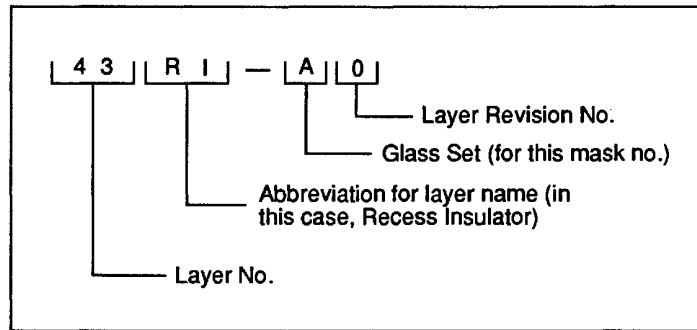 4 3 R I — A 0
Layer Revision No.
Glass Set (for this mask no.)
Abbreviation for layer name (in
this case, Recess Insulator)
Layer No.